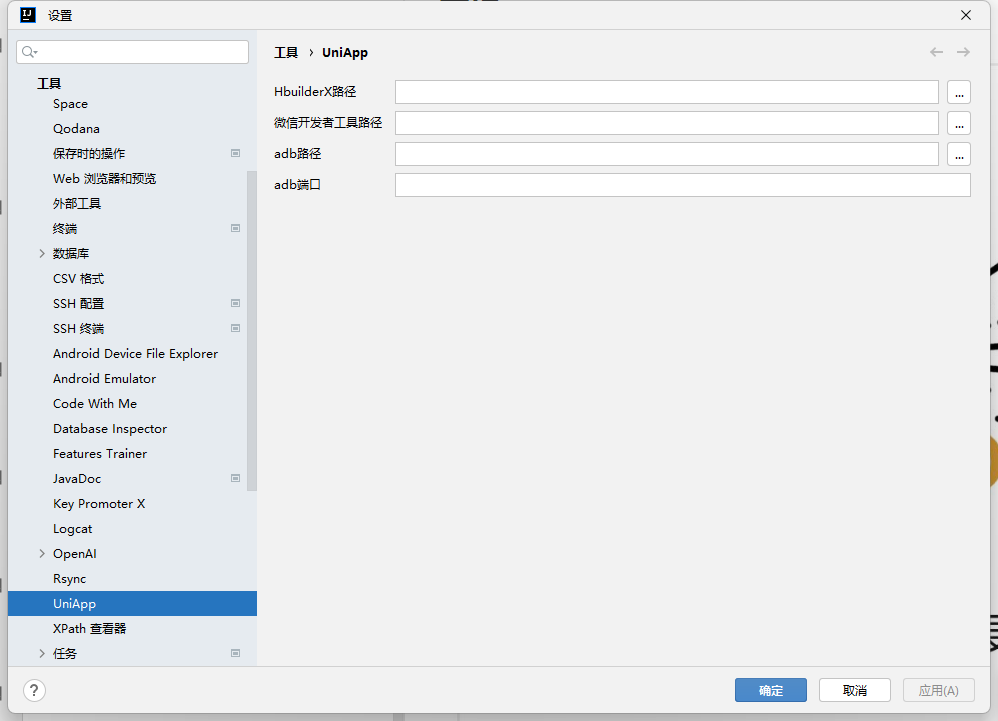 设置
工具
Space
Qodana
保存时的操作
Web 浏览器和预览
外部工具
终端
数据库
CSV 格式
SSH 配置
SSH 终端
Android Device File Explorer
Android Emulator
Code With Me
Database Inspector
Features Trainer
JavaDoc
Key Promoter X
Logcat
OpenAI
Rsync
UniApp
XPath 查看器
任务
工具 › UniApp
HbuilderX路径
...
微信开发者工具路径
...
adb路径
...
adb端口
?
确定
取消
应用(A)